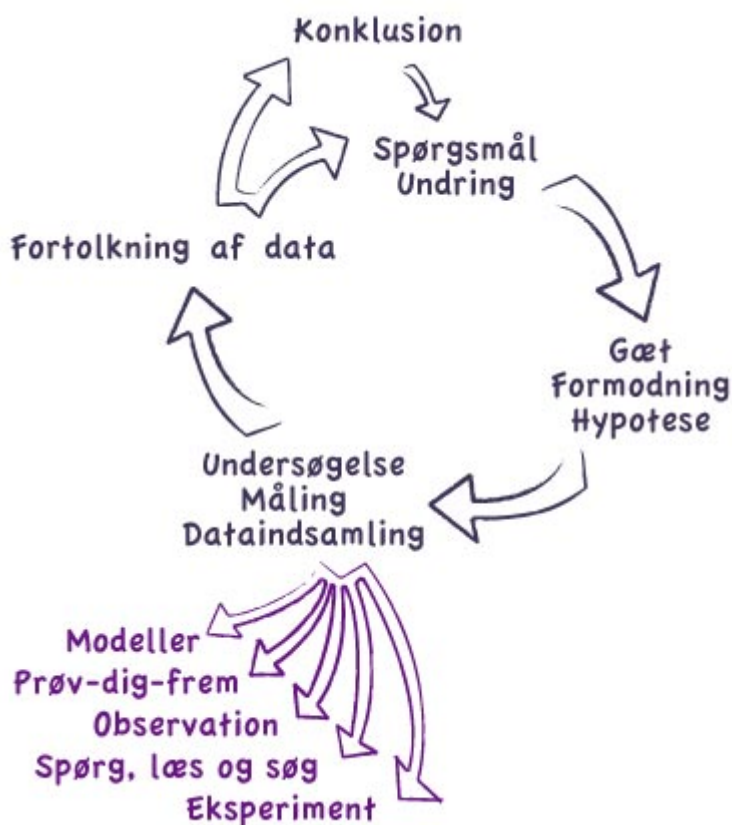 Konklusion
Spørgsmål
Undring
Fortolkning af data
Gæt
Formodning
Hypotese
Undersøgelse
Måling
Dataindsamling
Modeller
Prøv-dig-frem
Observation
Spørg, læs og søg
Eksperiment